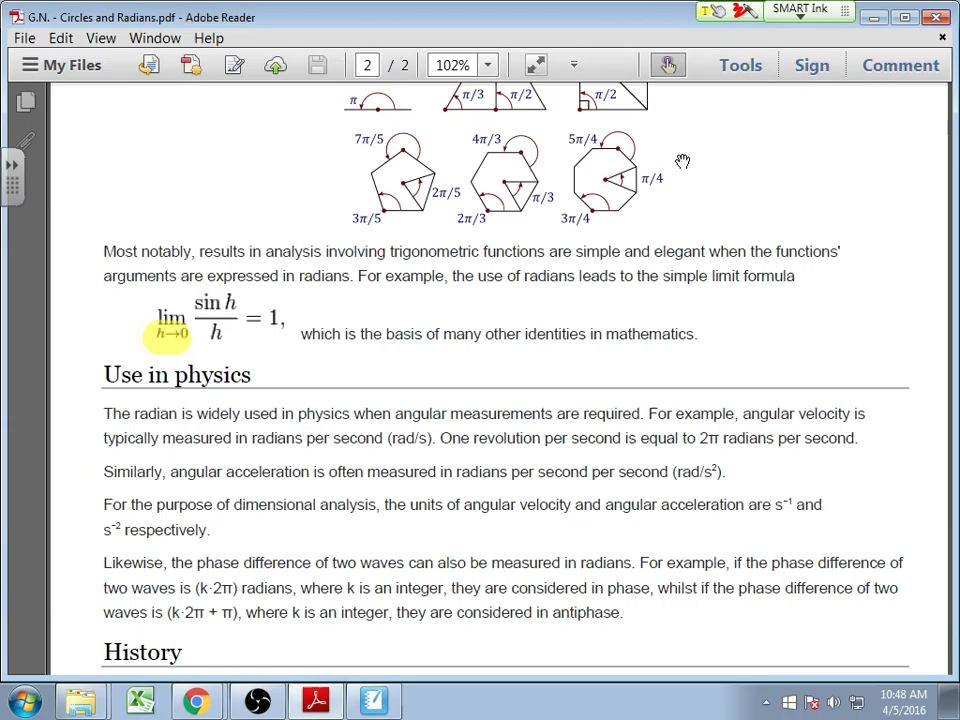 G.N. - Circles and Radians.pdf - Adobe Reader
SMART Ink
File Edit View Window Help
My Files 2 / 2 102% Tools Sign Comment
π π/3 π/2 π/2
7π/5 4π/3 5π/4
2π/5 π/3 π/4
3π/5 2π/3 3π/4
Most notably, results in analysis involving trigonometric functions are simple and elegant when the functions'
arguments are expressed in radians. For example, the use of radians leads to the simple limit formula
lim h→0 sin h / h = 1, which is the basis of many other identities in mathematics.
Use in physics
The radian is widely used in physics when angular measurements are required. For example, angular velocity is
typically measured in radians per second (rad/s). One revolution per second is equal to 2π radians per second.
Similarly, angular acceleration is often measured in radians per second per second (rad/s²).
For the purpose of dimensional analysis, the units of angular velocity and angular acceleration are s⁻¹ and
s⁻² respectively.
Likewise, the phase difference of two waves can also be measured in radians. For example, if the phase difference of
two waves is (k·2π) radians, where k is an integer, they are considered in phase, whilst if the phase difference of two
waves is (k·2π + π), where k is an integer, they are considered in antiphase.
History
10:48 AM
4/5/2016